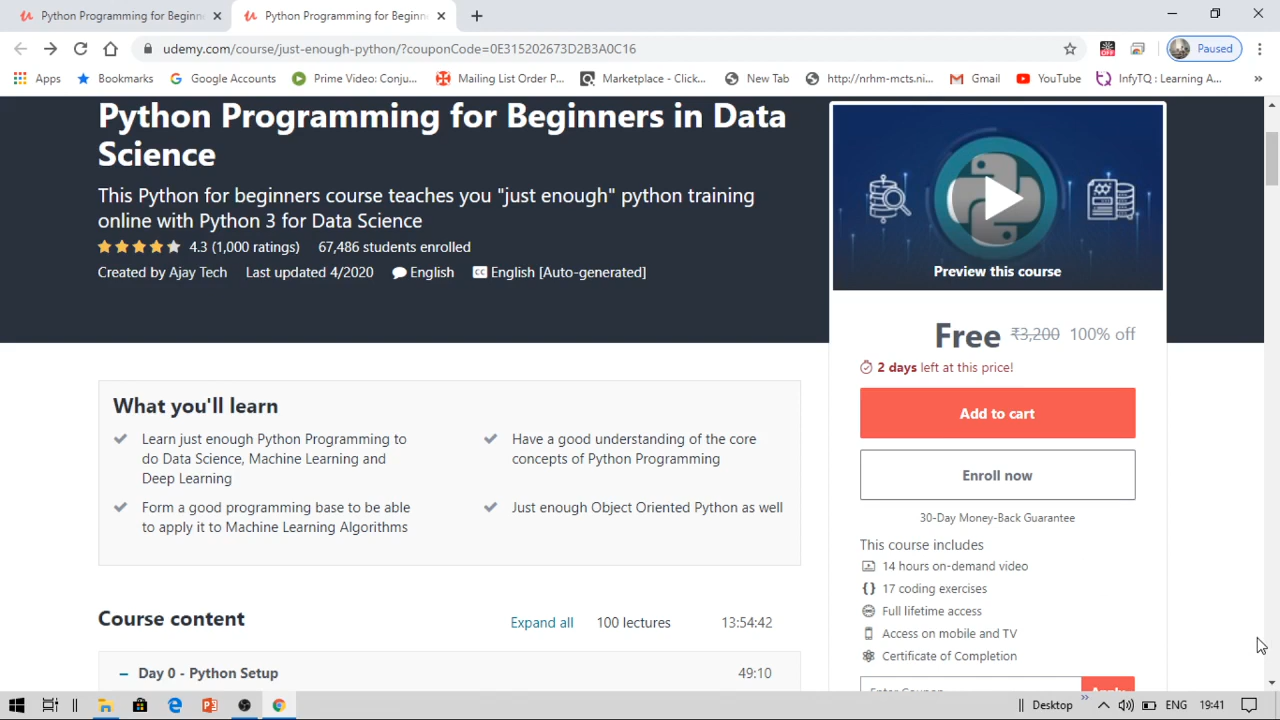 Python Programming for Beginne
Python Programming for Beginne
udemy.com/course/just-enough-python/?couponCode=0E315202673D2B3A0C16
OFF
Paused
Apps
Bookmarks
Google Accounts
Prime Video: Conju...
Mailing List Order P...
Marketplace - Click...
New Tab
http://nrhm-mcts.ni...
Gmail
YouTube
InfyTQ : Learning A...
»
Python Programming for Beginners in Data
Science
This Python for beginners course teaches you "just enough" python training
online with Python 3 for Data Science
4.3 (1,000 ratings) 67,486 students enrolled
Created by Ajay Tech Last updated 4/2020 English CC English [Auto-generated]
Preview this course
Free ₹3,200 100% off
2 days left at this price!
Add to cart
Enroll now
30-Day Money-Back Guarantee
This course includes
14 hours on-demand video
17 coding exercises
Full lifetime access
Access on mobile and TV
Certificate of Completion
Enter Coupon
Apply
What you'll learn
Learn just enough Python Programming to
do Data Science, Machine Learning and
Deep Learning
Have a good understanding of the core
concepts of Python Programming
Form a good programming base to be able
to apply it to Machine Learning Algorithms
Just enough Object Oriented Python as well
Course content
Expand all 100 lectures 13:54:42
Day 0 - Python Setup 49:10
Desktop » ENG 19:41